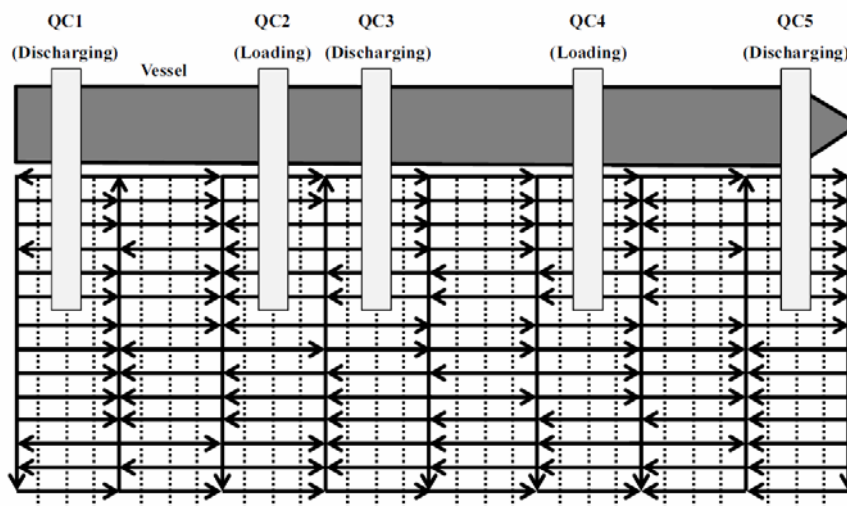 QC1 QC2 QC3 QC4 QC5
(Discharging) (Loading) (Discharging) (Loading) (Discharging)
Vessel